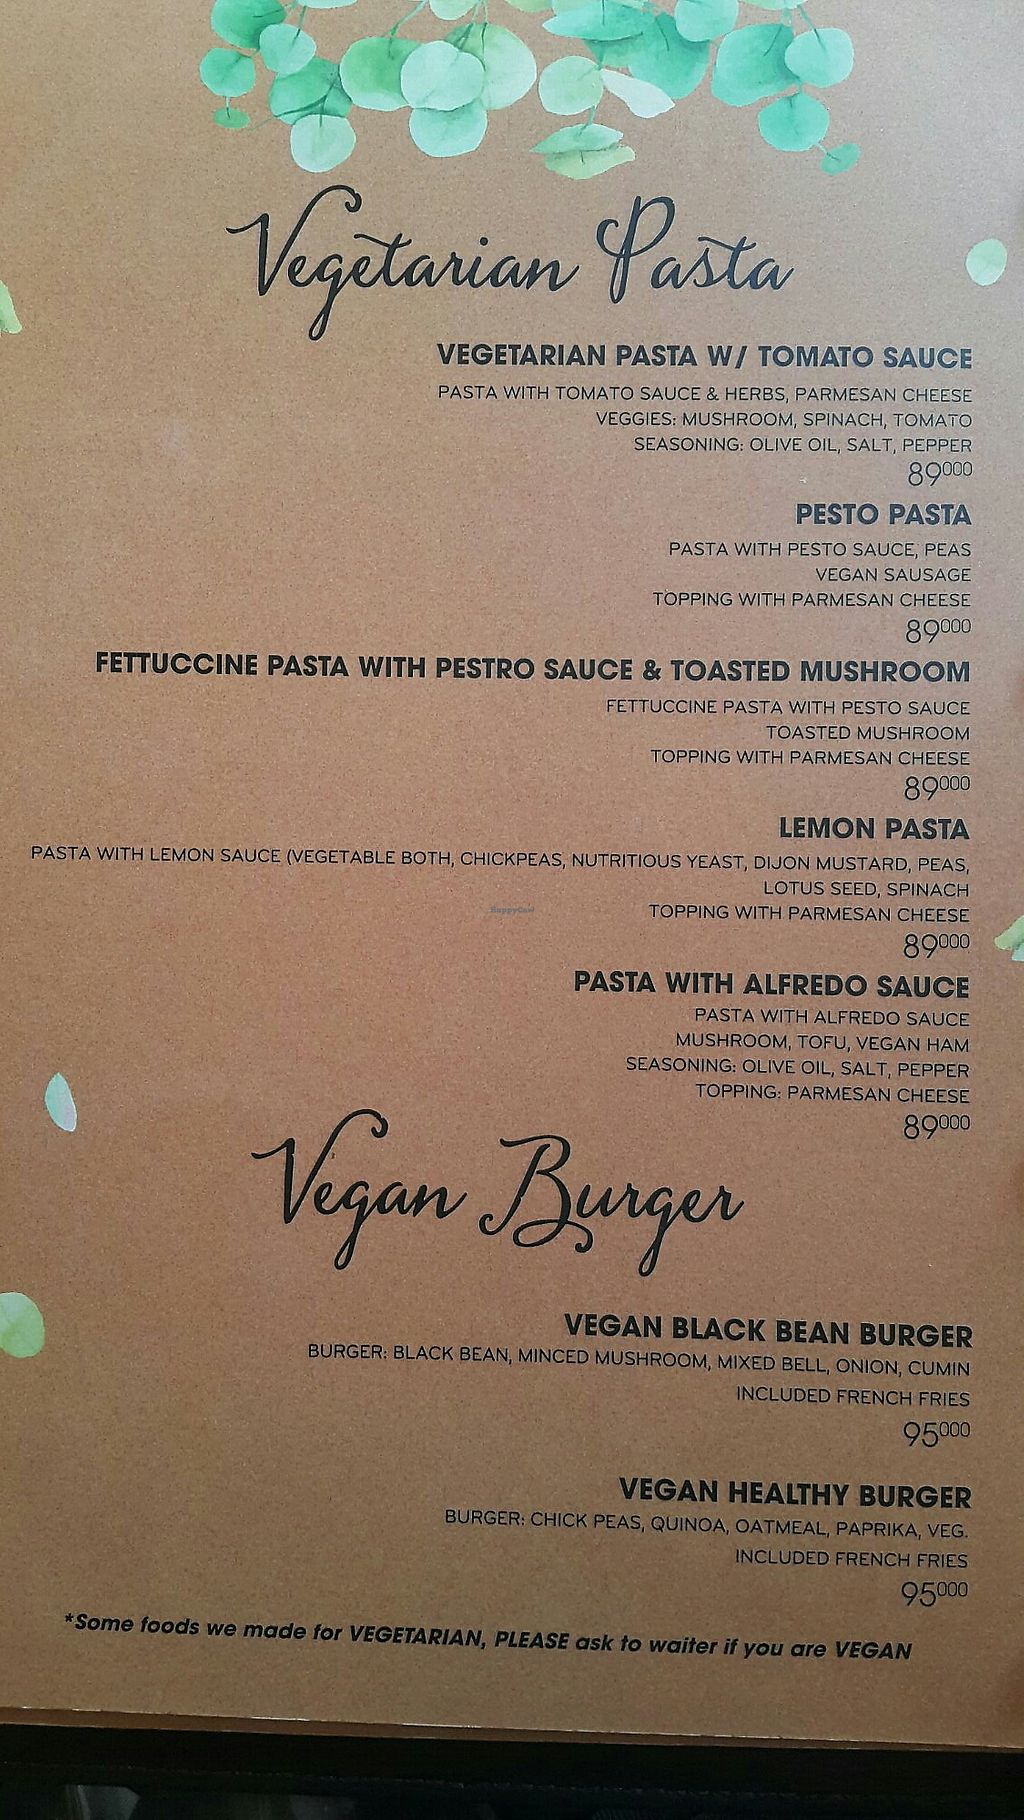 Vegetarian Pasta
VEGETARIAN PASTA W/ TOMATO SAUCE
PASTA WITH TOMATO SAUCE & HERBS, PARMESAN CHEESE
VEGGIES: MUSHROOM, SPINACH, TOMATO
SEASONING: OLIVE OIL, SALT, PEPPER
89000
PESTO PASTA
PASTA WITH PESTO SAUCE, PEAS
VEGAN SAUSAGE
TOPPING WITH PARMESAN CHEESE
89000
FETTUCCINE PASTA WITH PESTRO SAUCE & TOASTED MUSHROOM
FETTUCCINE PASTA WITH PESTO SAUCE
TOASTED MUSHROOM
TOPPING WITH PARMESAN CHEESE
89000
LEMON PASTA
PASTA WITH LEMON SAUCE (VEGETABLE BOTH, CHICKPEAS, NUTRITIOUS YEAST, DIJON MUSTARD, PEAS,
LOTUS SEED, SPINACH
HappyCow
TOPPING WITH PARMESAN CHEESE
89000
PASTA WITH ALFREDO SAUCE
PASTA WITH ALFREDO SAUCE
MUSHROOM, TOFU, VEGAN HAM
SEASONING: OLIVE OIL, SALT, PEPPER
TOPPING: PARMESAN CHEESE
89000
Vegan Burger
VEGAN BLACK BEAN BURGER
BURGER: BLACK BEAN, MINCED MUSHROOM, MIXED BELL, ONION, CUMIN
INCLUDED FRENCH FRIES
95000
VEGAN HEALTHY BURGER
BURGER: CHICK PEAS, QUINOA, OATMEAL, PAPRIKA, VEG.
INCLUDED FRENCH FRIES
95000
*Some foods we made for VEGETARIAN, PLEASE ask to waiter if you are VEGAN